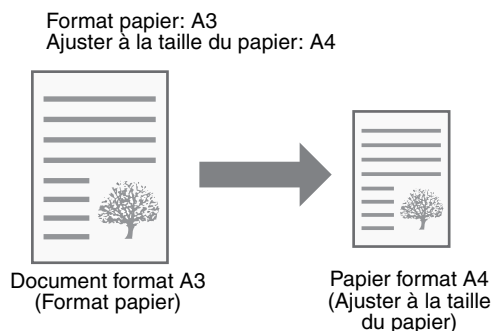 Format papier: A3
Ajuster à la taille du papier: A4
Document format A3
(Format papier)
Papier format A4
(Ajuster à la taille
du papier)